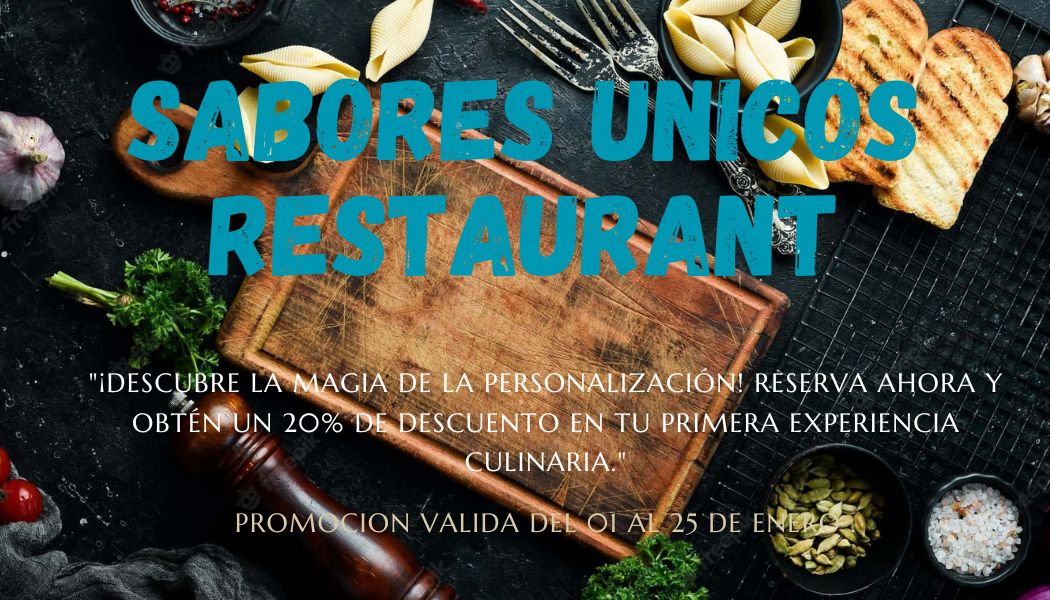 SABORES UNICOS
RESTAURANT
"¡DESCUBRE LA MAGIA DE LA PERSONALIZACIÓN! RESERVA AHORA Y
OBTÉN UN 20% DE DESCUENTO EN TU PRIMERA EXPERIENCIA
CULINARIA."
PROMOCION VALIDA DEL 01 AL 25 DE ENERO